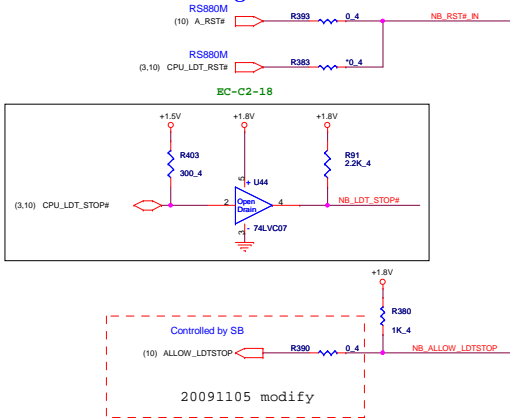 RS880M
(10) A_RST#
R393
0_4
NB_RST#_IN
RS880M
(3,10) CPU_LDT_RST#
R383
*0_4
EC-C2-18
+1.5V
+1.8V
+1.8V
R403
300_4
R91
2.2K_4
5
+ U44
(3,10) CPU_LDT_STOP#
2
Open
Drain
4
NB_LDT_STOP#
3
- 74LVC07
+1.8V
R380
1K_4
Controlled by SB
(10) ALLOW_LDTSTOP
R390
0_4
NB_ALLOW_LDTSTOP
20091105 modify